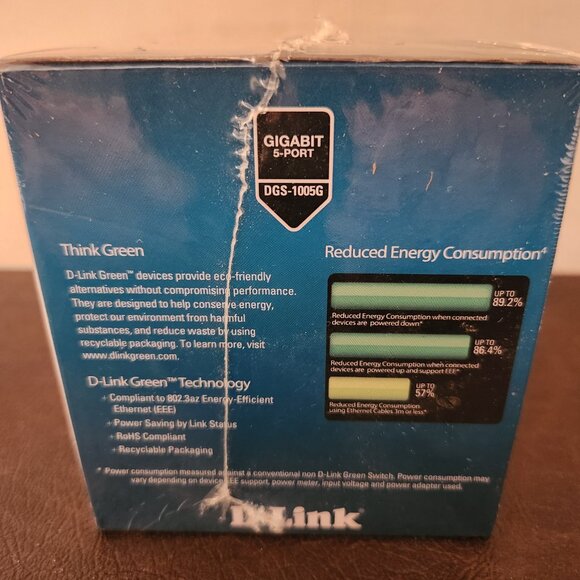 GIGABIT
5-PORT
DGS-1005G
Think Green
D-Link Green™ devices provide eco-friendly
alternatives without compromising performance.
They are designed to help conserve energy,
protect our environment from harmful
substances, and reduce waste by using
recyclable packaging. To learn more, visit
www.dlinkgreen.com.
D-Link Green™ Technology
+ Compliant to 802.3az Energy-Efficient
Ethernet (EEE)
+ Power Saving by Link Status
+ RoHS Compliant
+ Recyclable Packaging
Reduced Energy Consumption*
UP TO
89.2%
Reduced Energy Consumption when connected
devices are powered down*
UP TO
86.4%
Reduced Energy Consumption when connected
devices are powered up and support EEE*
UP TO
57%
Reduced Energy Consumption
using Ethernet Cables 3m or less*
* Power consumption measured against a conventional non D-Link Green Switch. Power consumption may
vary depending on device EEE support, power meter, input voltage and power adapter used.
D-Link